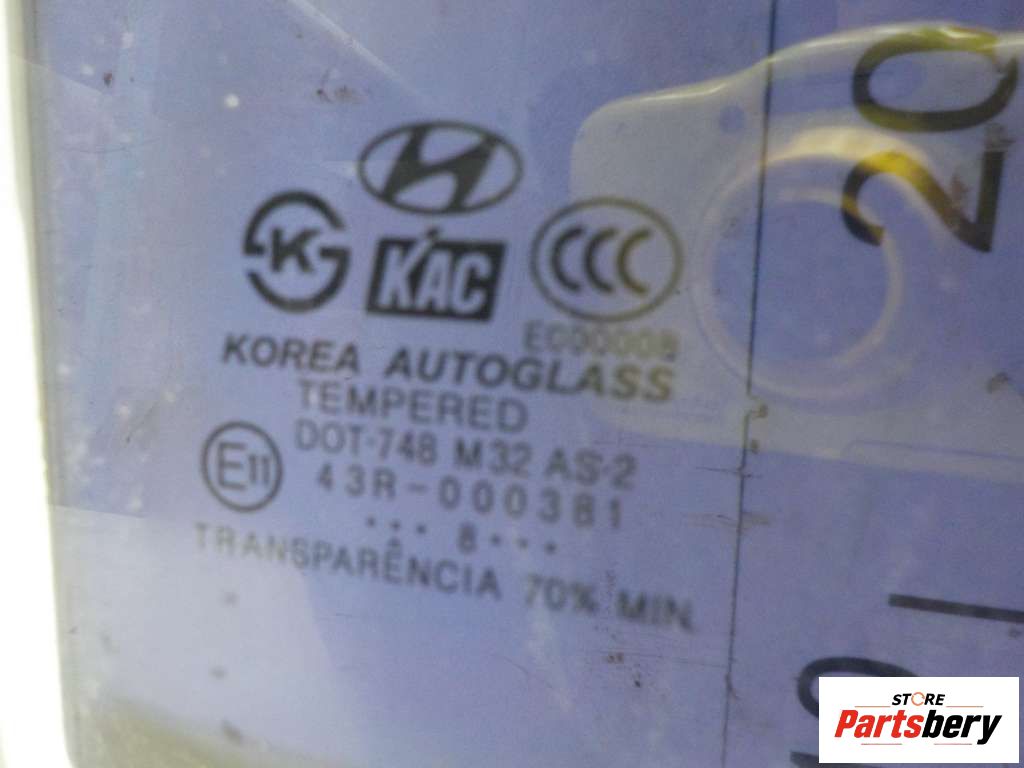 K
KAC
CCC
E000008
KOREA AUTOGLASS
TEMPERED
DOT-748 M32 AS-2
E11
43R-000381
••• 8•••
TRANSPARÊNCIA 70% MIN
20
STORE
Partsbery